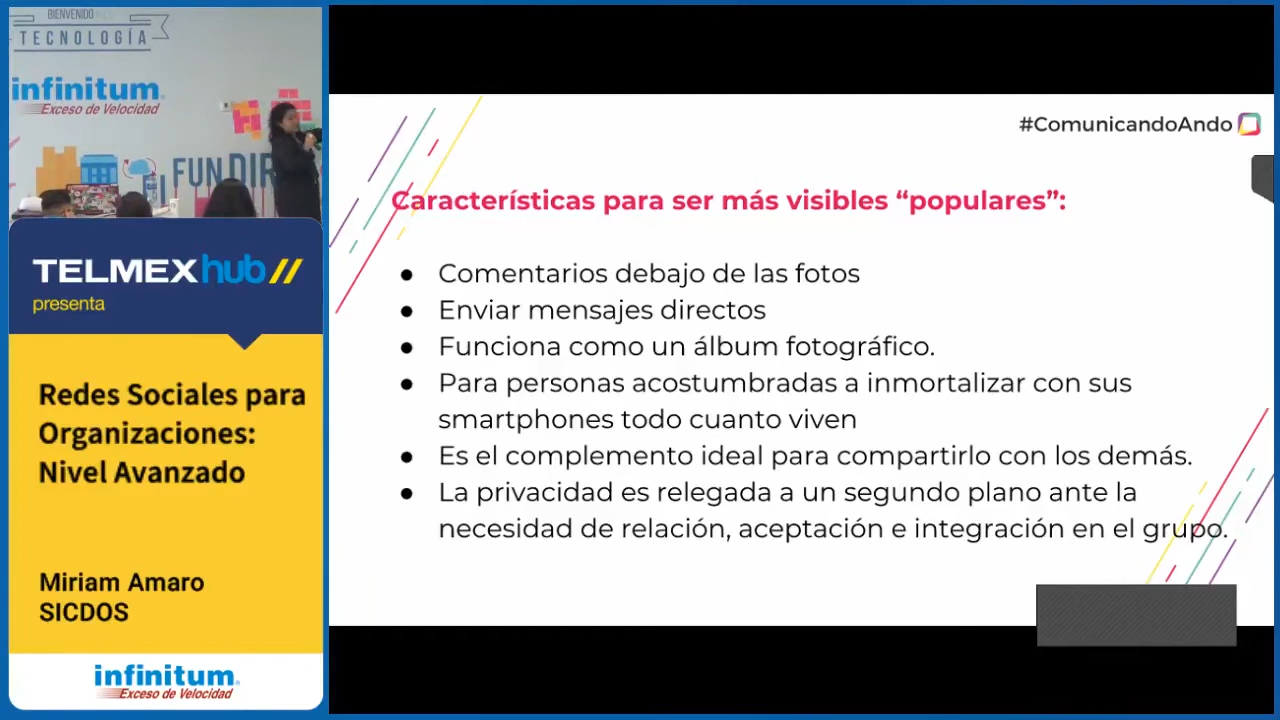 BIENVENIDO
TECNOLOGÍA
infinitum
Exceso de Velocidad
FUNDIR
TELMEXhub//
presenta
Redes Sociales para
Organizaciones:
Nivel Avanzado
Miriam Amaro
SICDOS
infinitum
Exceso de Velocidad
#ComunicandoAndo
Características para ser más visibles “populares”:
● Comentarios debajo de las fotos
● Enviar mensajes directos
● Funciona como un álbum fotográfico.
● Para personas acostumbradas a inmortalizar con sus
smartphones todo cuanto viven
● Es el complemento ideal para compartirlo con los demás.
● La privacidad es relegada a un segundo plano ante la
necesidad de relación, aceptación e integración en el grupo.